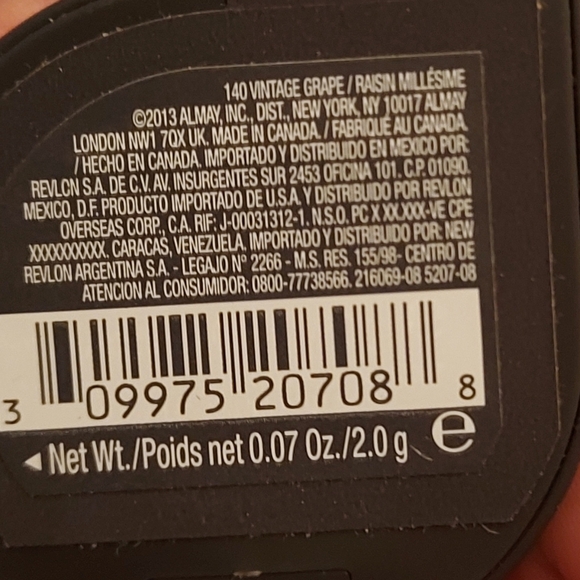 140 VINTAGE GRAPE / RAISIN MILLÉSIME
©2013 ALMAY, INC., DIST., NEW YORK, NY 10017 ALMAY
LONDON NW1 7QX UK. MADE IN CANADA. / FABRIQUÉ AU CANADA.
/ HECHO EN CANADA. IMPORTADO Y DISTRIBUIDO EN MEXICO POR:
REVLON S.A. DE C.V. AV. INSURGENTES SUR 2453 OFICINA 101. C.P. 01090.
MEXICO, D.F. PRODUCTO IMPORTADO DE U.S.A. Y DISTRIBUIDO POR REVLON
OVERSEAS CORP., C.A. RIF: J-00031312-1. N.S.O. PC X XX.XXX-VE CPE
XXXXXXXXXX. CARACAS, VENEZUELA. IMPORTADO Y DISTRIBUIDO POR: NEW
REVLON ARGENTINA S.A. - LEGAJO N° 2266 - M.S. RES. 155/98- CENTRO DE
ATENCION AL CONSUMIDOR: 0800-77738566. 216069-08 5207-08
3 09975 20708 8
◄ Net Wt./Poids net 0.07 Oz./2.0 g e